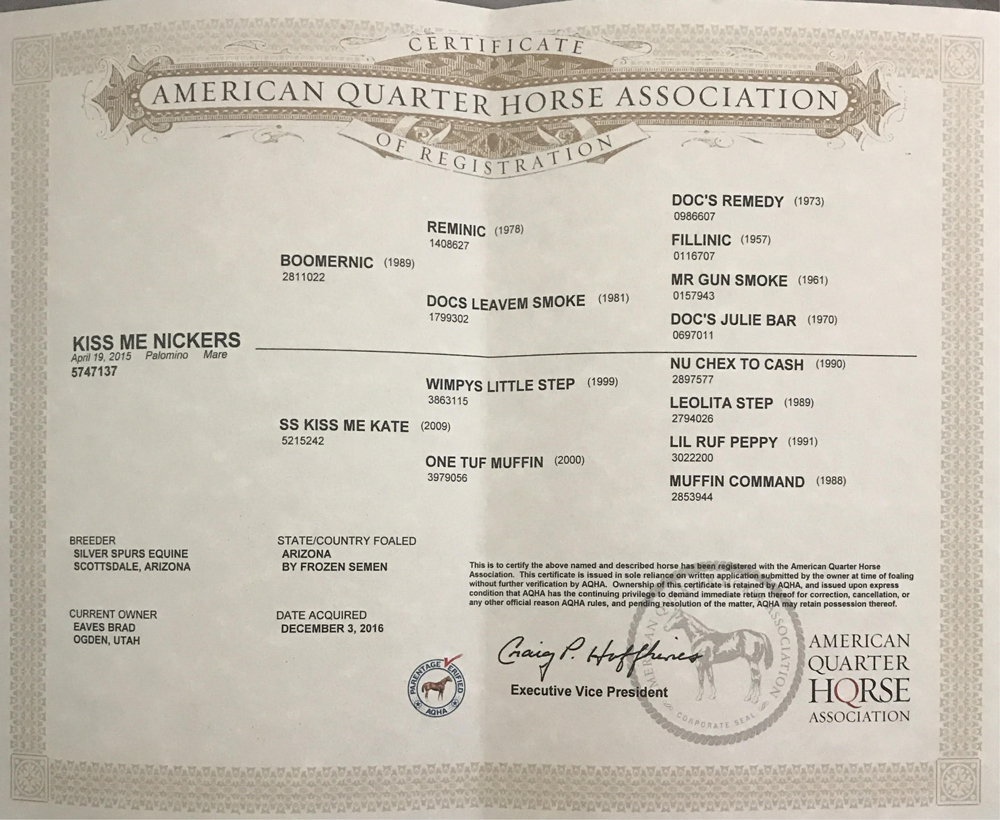 CERTIFICATE
AMERICAN QUARTER HORSE ASSOCIATION
OF REGISTRATION
DOC'S REMEDY (1973)
0986607
REMINIC (1978)
1408627
FILLINIC (1957)
0116707
BOOMERNIC (1989)
2811022
MR GUN SMOKE (1961)
0157943
DOCS LEAVEM SMOKE (1981)
1799302
DOC'S JULIE BAR (1970)
0697011
KISS ME NICKERS
April 19, 2015 Palomino Mare
5747137
NU CHEX TO CASH (1990)
2897577
WIMPYS LITTLE STEP (1999)
3863115
LEOLITA STEP (1989)
2794026
SS KISS ME KATE (2009)
5215242
LIL RUF PEPPY (1991)
3022200
ONE TUF MUFFIN (2000)
3979056
MUFFIN COMMAND (1988)
2853944
BREEDER
SILVER SPURS EQUINE
SCOTTSDALE, ARIZONA
STATE/COUNTRY FOALED
ARIZONA
BY FROZEN SEMEN
CURRENT OWNER
EAVES BRAD
OGDEN, UTAH
DATE ACQUIRED
DECEMBER 3, 2016
This is to certify the above named and described horse has been registered with the American Quarter Horse
Association. This certificate is issued in sole reliance on written application submitted by the owner at time of foaling
without further verification by AQHA. Ownership of this certificate is retained by AQHA, and issued upon express
condition that AQHA has the continuing privilege to demand immediate return thereof for correction, cancellation, or
any other official reason AQHA rules, and pending resolution of the matter, AQHA may retain possession thereof.
PARENTAGE VERIFIED
AQHA
Craig P. Huffhines
Executive Vice President
AMERICAN
ASSOCIATION
CORPORATE SEAL
AMERICAN
QUARTER
HORSE
ASSOCIATION